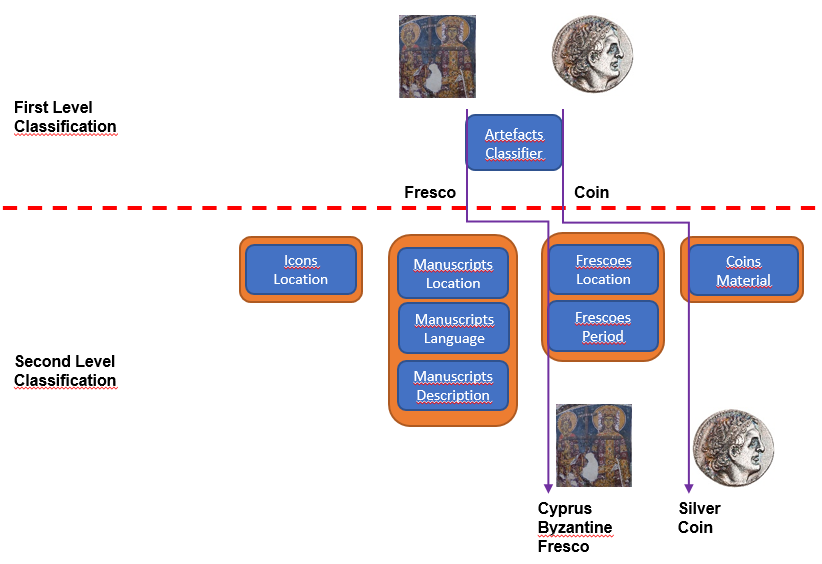 First Level
Classification
Artefacts
Classifier
Fresco
Coin
Icons
Location
Manuscripts
Location
Manuscripts
Language
Manuscripts
Description
Frescoes
Location
Frescoes
Period
Coins
Material
Second Level
Classification
Cyprus
Byzantine
Fresco
Silver
Coin